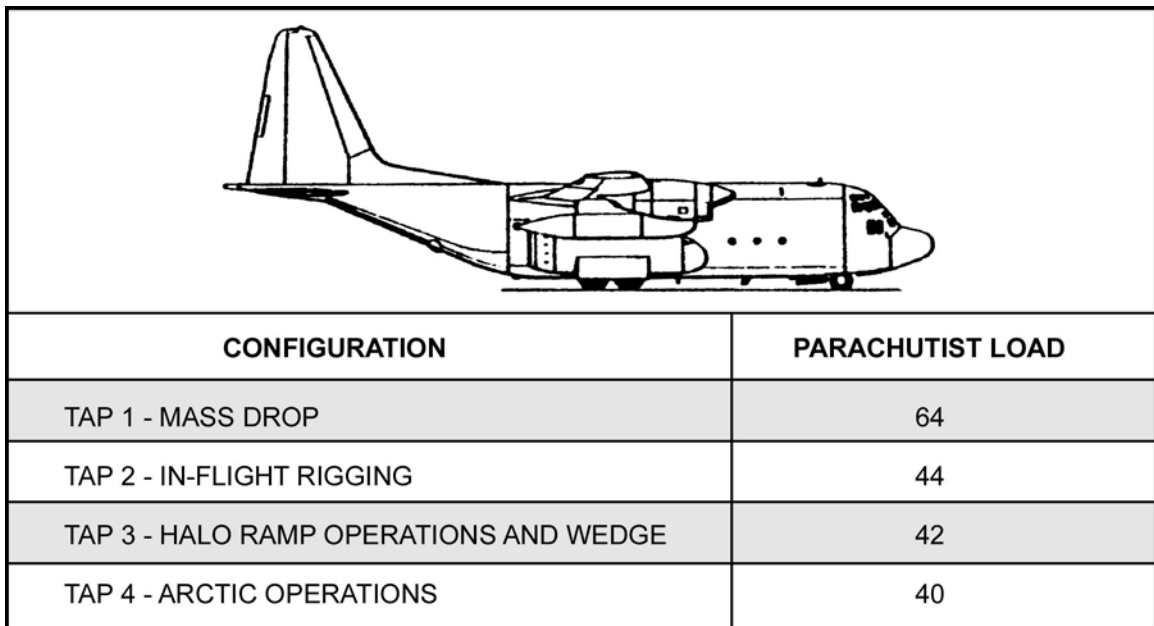 CONFIGURATION PARACHUTIST LOAD
TAP 1 - MASS DROP 64
TAP 2 - IN-FLIGHT RIGGING 44
TAP 3 - HALO RAMP OPERATIONS AND WEDGE 42
TAP 4 - ARCTIC OPERATIONS 40